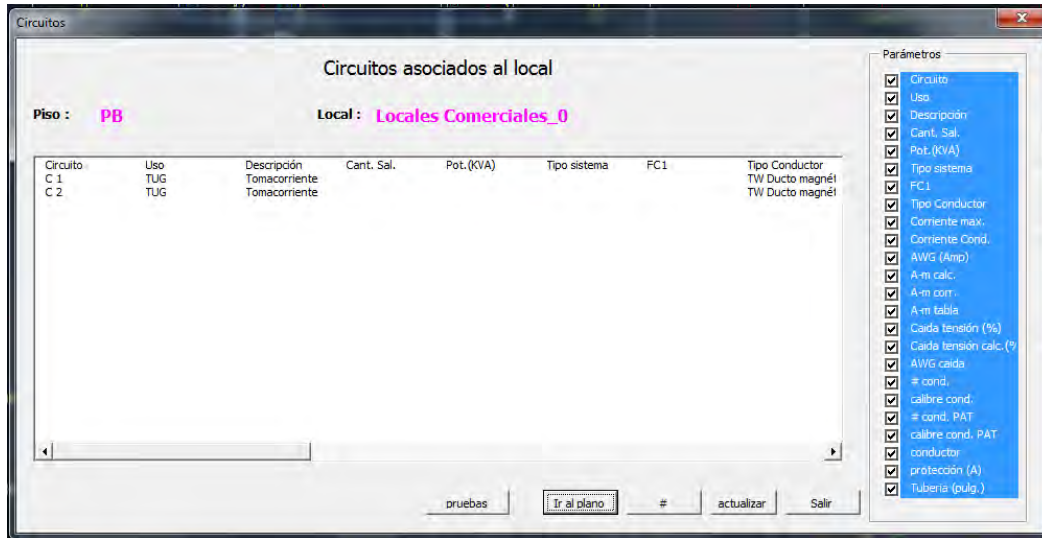 Circuitos
Circuitos asociados al local
Piso : PB Local : Locales Comerciales_0
Circuito Uso Descripción Cant. Sal. Pot.(KVA) Tipo sistema FC1 Tipo Conductor
C 1 TUG Tomacorriente TW Ducto magnét
C 2 TUG Tomacorriente TW Ducto magnét
pruebas Ir al plano # actualizar Salir
Parámetros
Circuito
Uso
Descripción
Cant. Sal.
Pot.(KVA)
Tipo sistema
FC1
Tipo Conductor
Corriente max.
Corriente Cond.
AWG (Amp)
A-m calc.
A-m corr.
A-m tabla
Caida tensión (%)
Caida tensión calc.(%
AWG caida
# cond.
calibre cond.
# cond. PAT
calibre cond. PAT
conductor
protección (A)
Tuberia (pulg.)